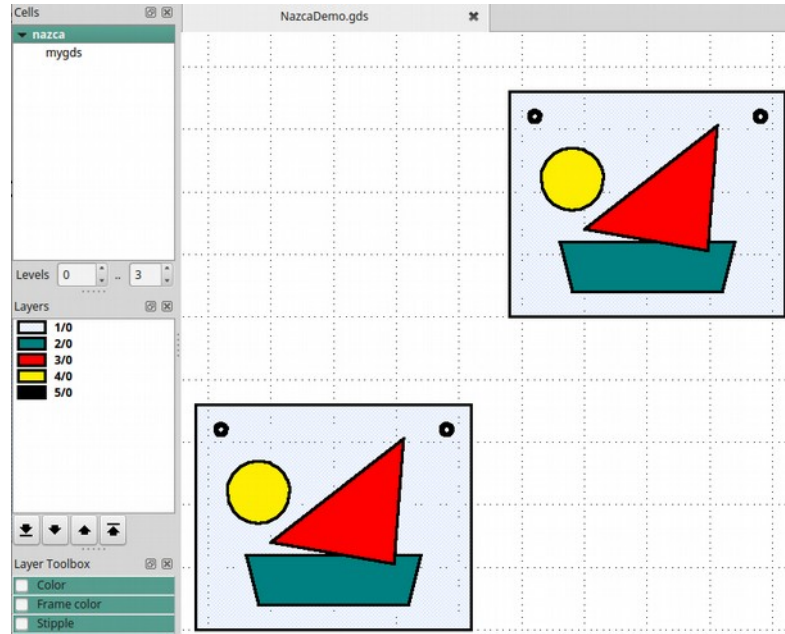 Cells
NazcaDemo.gds
nazca
mygds
Levels 0 .. 3
Layers
1/0
2/0
3/0
4/0
5/0
Layer Toolbox
Color
Frame color
Stipple